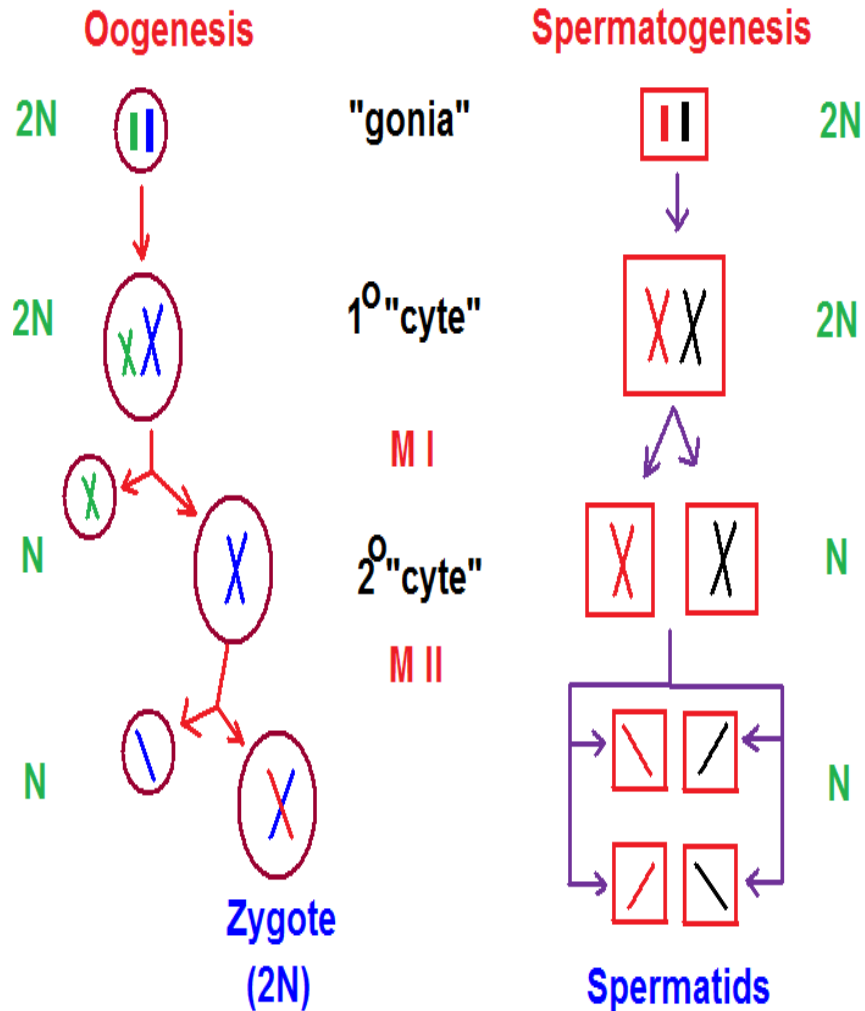 Oogenesis
Spermatogenesis
2N
"gonia"
2N
2N
1° "cyte"
2N
M I
N
2° "cyte"
N
M II
N
N
Zygote
(2N)
Spermatids